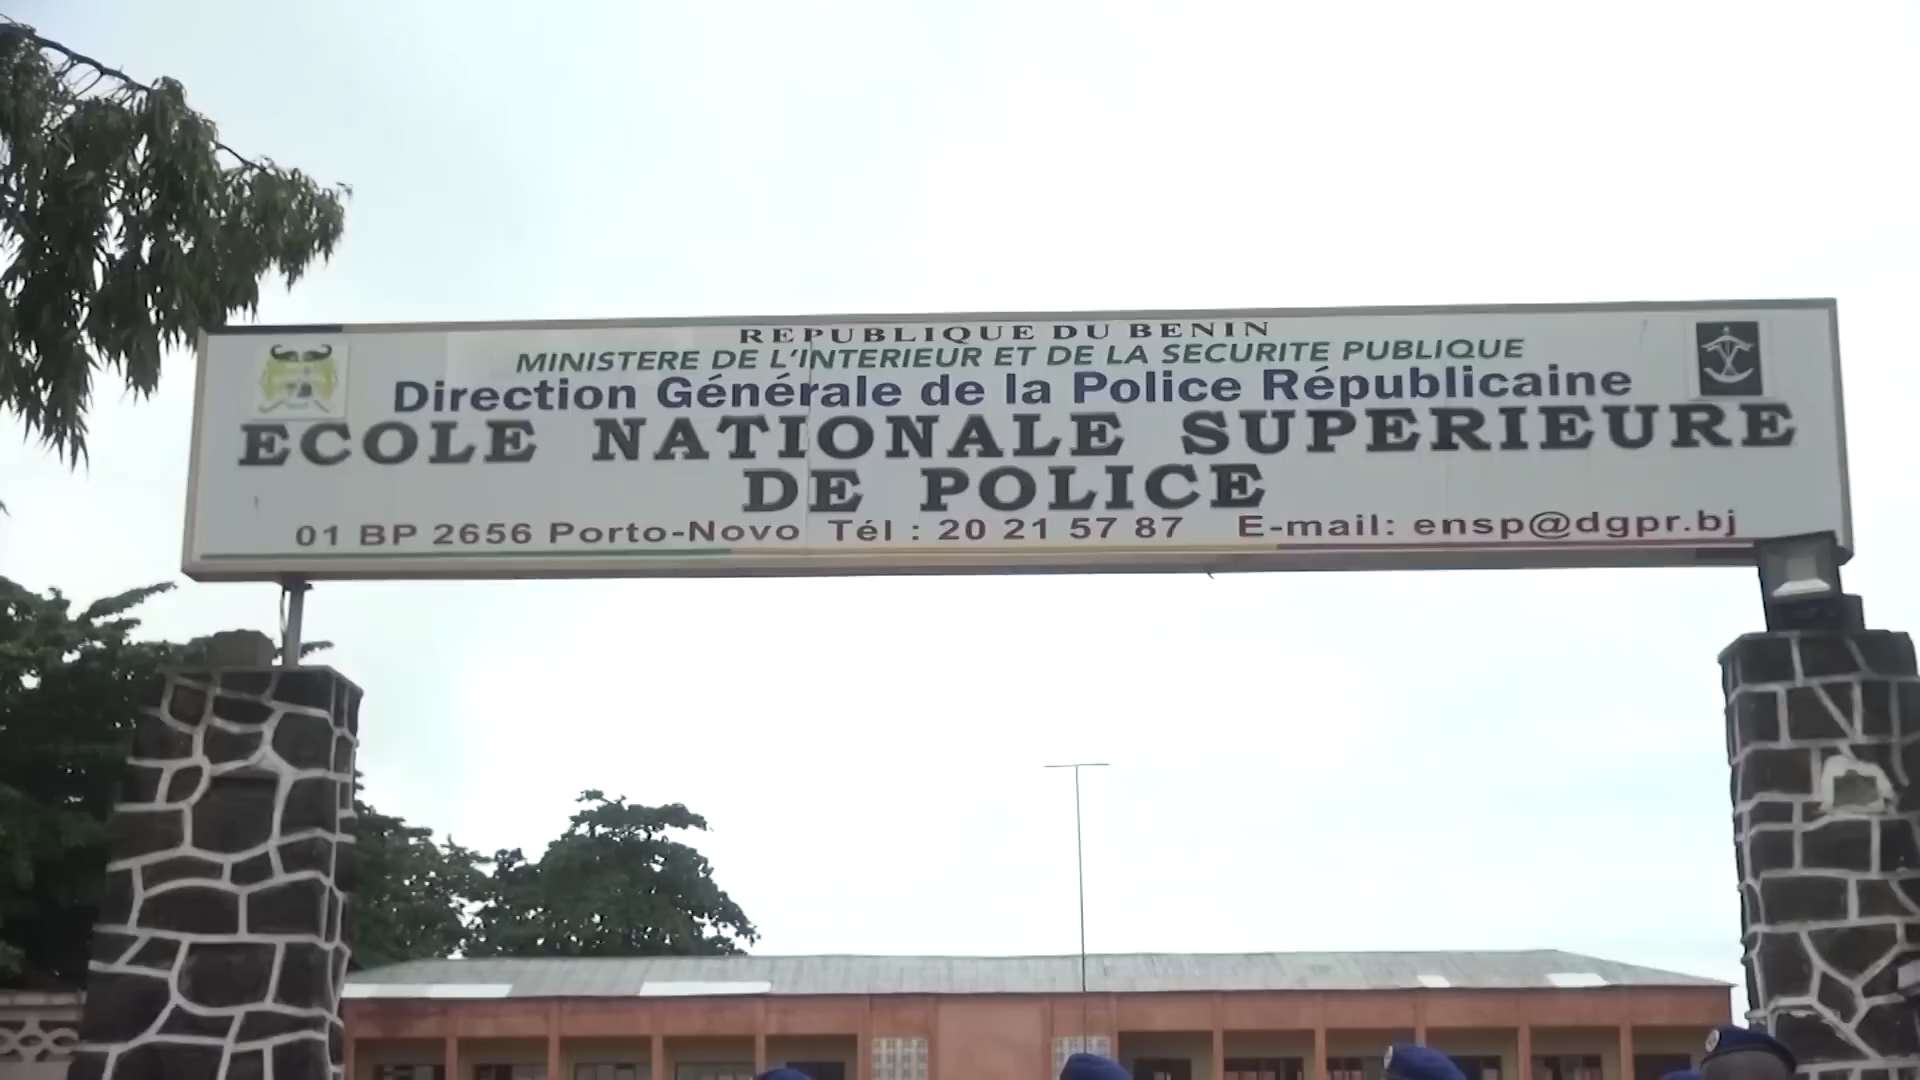 REPUBLIQUE DU BENIN
MINISTERE DE L'INTERIEUR ET DE LA SECURITE PUBLIQUE
Direction Générale de la Police Républicaine
ECOLE NATIONALE SUPERIEURE
DE POLICE
01 BP 2656 Porto-Novo Tél : 20 21 57 87 E-mail: ensp@dgpr.bj